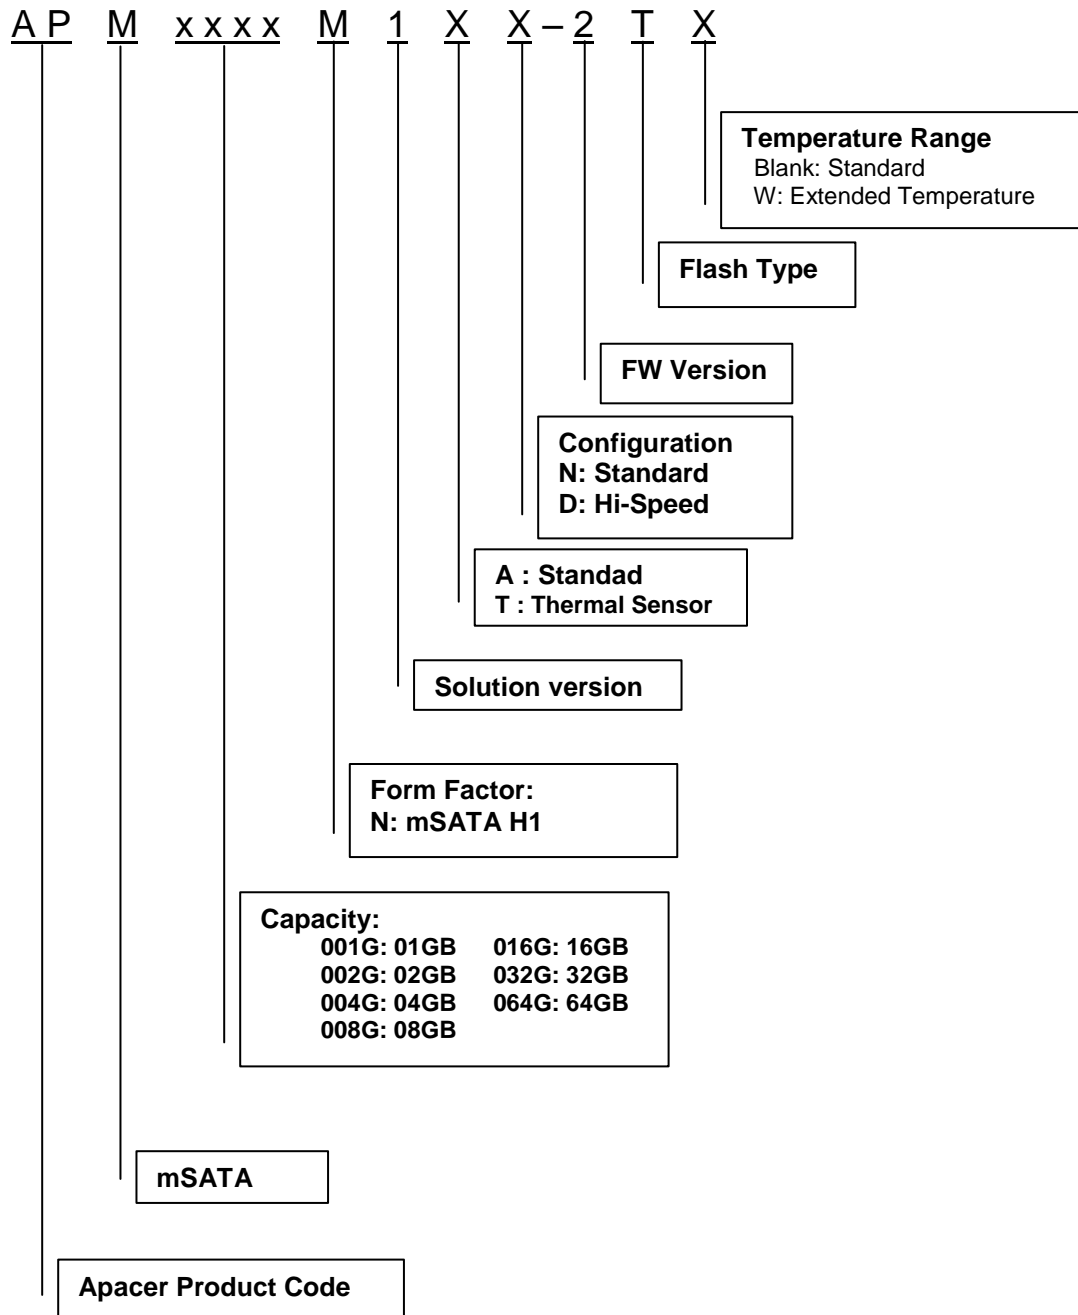 A P M x x x x M 1 X X – 2 T X
Temperature Range
Blank: Standard
W: Extended Temperature
Flash Type
FW Version
Configuration
N: Standard
D: Hi-Speed
A : Standad
T : Thermal Sensor
Solution version
Form Factor:
N: mSATA H1
Capacity:
001G: 01GB 016G: 16GB
002G: 02GB 032G: 32GB
004G: 04GB 064G: 64GB
008G: 08GB
mSATA
Apacer Product Code